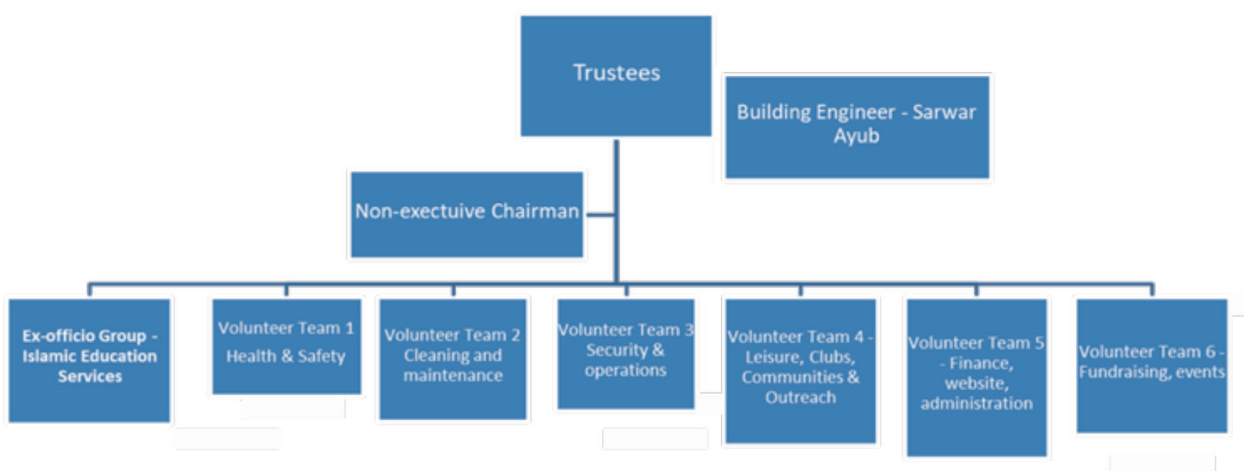 Trustees
Building Engineer - Sarwar
Ayub
Non-exectuive Chairman
Ex-officio Group -
Islamic Education
Services
Volunteer Team 1
Health & Safety
Volunteer Team 2
Cleaning and
maintenance
Volunteer Team 3
Security &
operations
Volunteer Team 4 -
Leisure, Clubs,
Communities &
Outreach
Volunteer Team 5
- Finance,
website,
administration
Volunteer Team 6 -
Fundraising, events